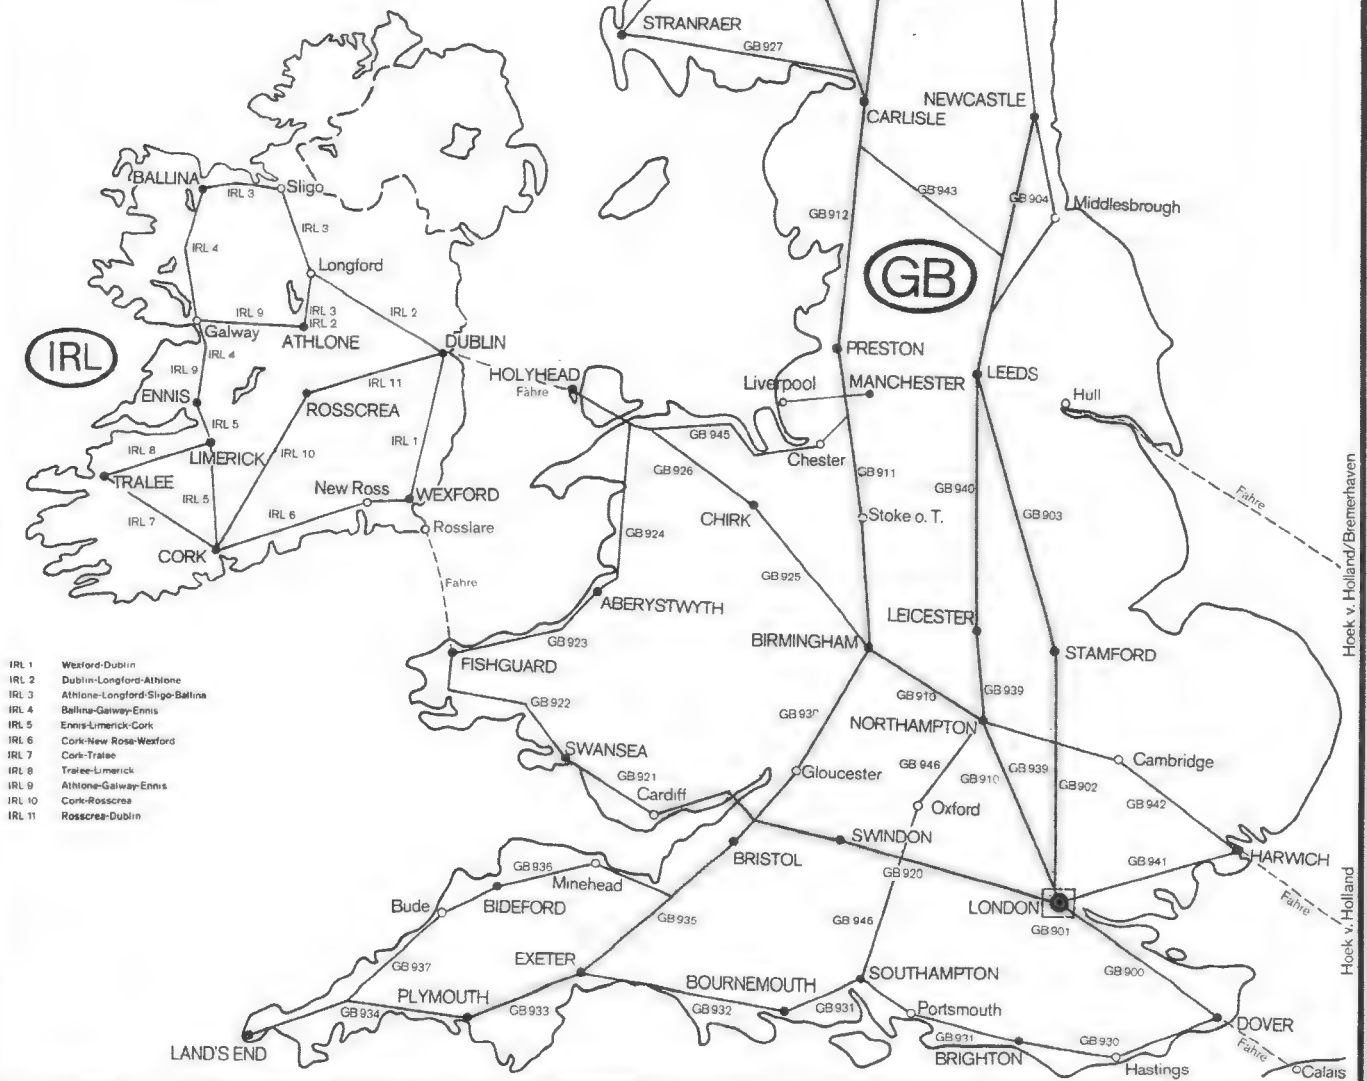 STRANRAER
GB 927
NEWCASTLE
CARLISLE
BALLINA
IRL 3
Sligo
GB 943
GB 912
GB 904
Middlesbrough
IRL 3
IRL 4
Longford
GB
IRL 9
IRL 3
IRL 2
IRL 2
Galway
ATHLONE
DUBLIN
IRL
IRL 4
PRESTON
IRL 9
IRL 11
HOLYHEAD
Fähre
Liverpool
MANCHESTER
LEEDS
Hull
ENNIS
ROSSCREA
IRL 5
IRL 1
GB 945
IRL 8
LIMERICK
IRL 10
Chester
GB 926
GB 911
TRALEE
IRL 5
New Ross
WEXFORD
GB 940
Fähre
IRL 7
IRL 6
CHIRK
Stoke o. T.
GB 903
Rosslare
CORK
GB 924
Hoek v. Holland/Bremerhaven
Fähre
GB 925
ABERYSTWYTH
LEICESTER
GB 923
BIRMINGHAM
STAMFORD
FISHGUARD
IRL 1 Wexford-Dublin
IRL 2 Dublin-Longford-Athlone
IRL 3 Athlone-Longford-Sligo-Ballina
IRL 4 Ballina-Galway-Ennis
IRL 5 Ennis-Limerick-Cork
IRL 6 Cork-New Ross-Wexford
IRL 7 Cork-Tralee
IRL 8 Tralee-Limerick
IRL 9 Athlone-Galway-Ennis
IRL 10 Cork-Rosscrea
IRL 11 Rosscrea-Dublin
GB 922
GB 910
GB 939
NORTHAMPTON
SWANSEA
GB 921
Gloucester
GB 946
GB 910
GB 939
Cambridge
GB 902
Cardiff
Oxford
GB 942
SWINDON
BRISTOL
GB 936
GB 920
GB 941
HARWICH
Minehead
Bude
BIDEFORD
GB 935
LONDON
Fähre
GB 946
GB 901
Hoek v. Holland
GB 937
EXETER
SOUTHAMPTON
GB 900
BOURNEMOUTH
PLYMOUTH
GB 934
GB 933
GB 932
GB 931
Portsmouth
DOVER
LAND'S END
GB 931
GB 930
BRIGHTON
Fähre
Hastings
Calais